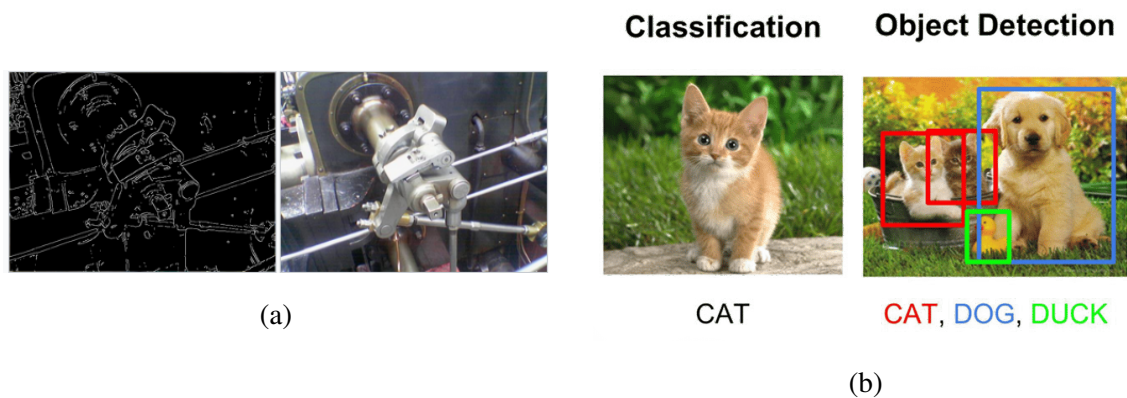 Classification
Object Detection
CAT
CAT, DOG, DUCK
(a)
(b)